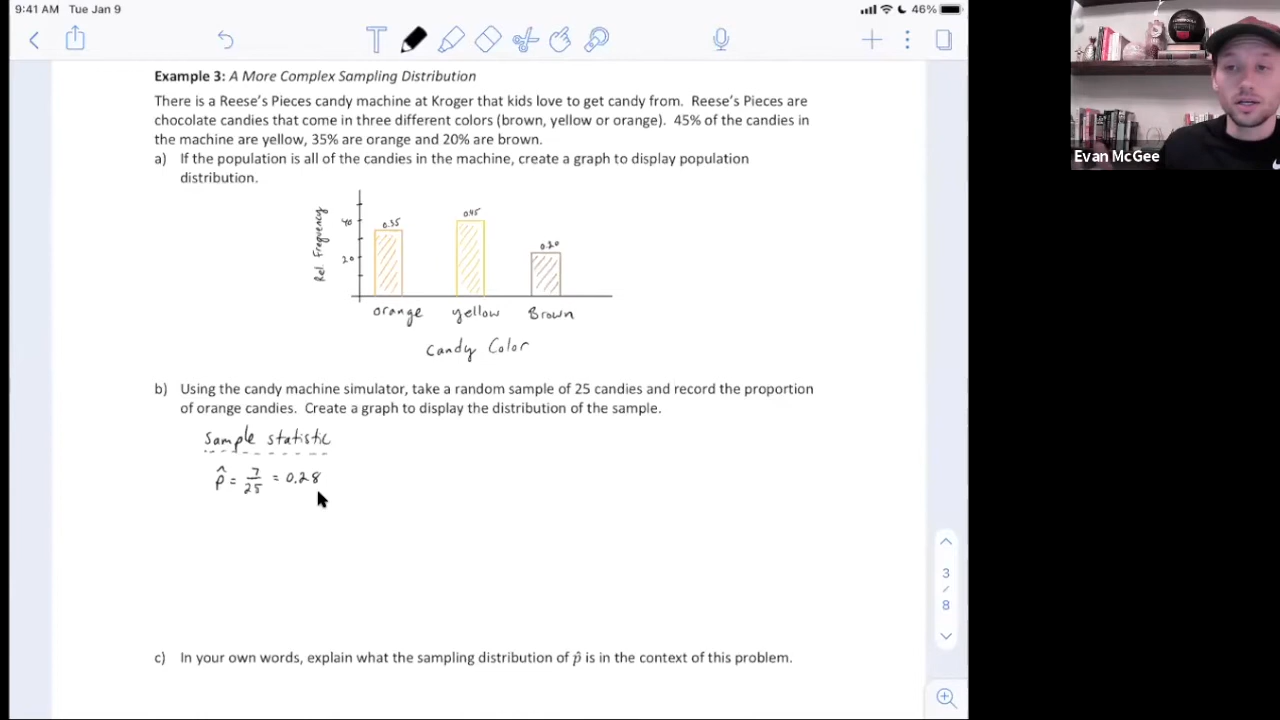 9:41 AM Tue Jan 9
46%
T
Example 3: A More Complex Sampling Distribution
There is a Reese's Pieces candy machine at Kroger that kids love to get candy from. Reese's Pieces are
chocolate candies that come in three different colors (brown, yellow or orange). 45% of the candies in
the machine are yellow, 35% are orange and 20% are brown.
a) If the population is all of the candies in the machine, create a graph to display population
distribution.
Rel. Frequency
40
20
0.35
0.45
0.20
orange yellow Brown
Candy Color
b) Using the candy machine simulator, take a random sample of 25 candies and record the proportion
of orange candies. Create a graph to display the distribution of the sample.
Sample statistic
p̂ = 7/25 = 0.28
c) In your own words, explain what the sampling distribution of p̂ is in the context of this problem.
3
/
8
Evan McGee